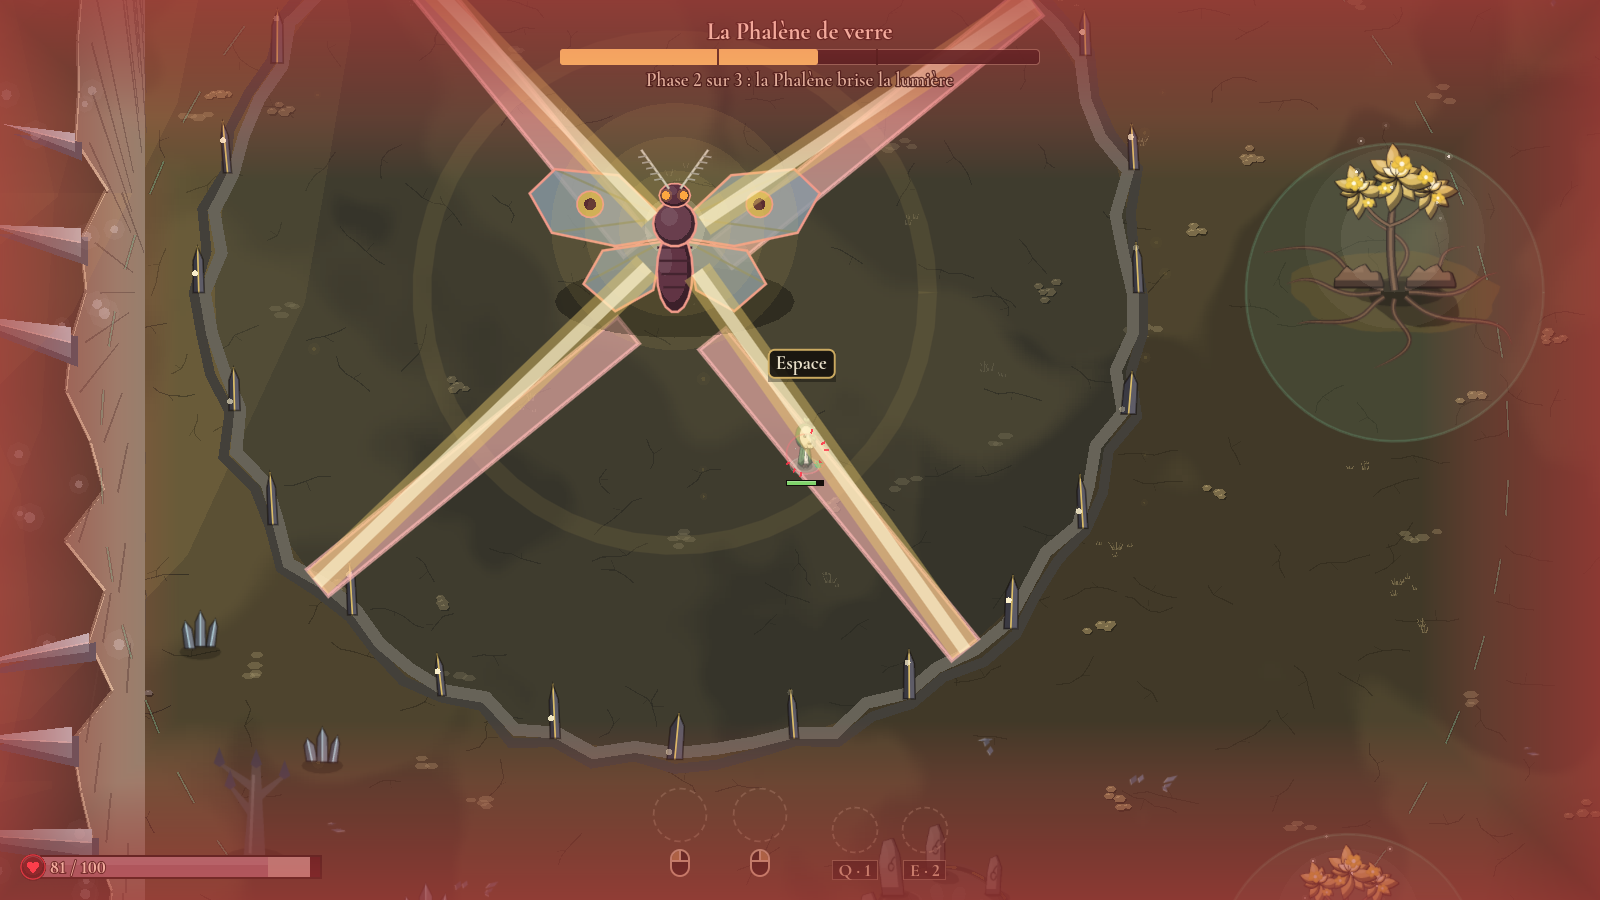 La Phalène de verre
Phase 2 sur 3 : la Phalène brise la lumière
Espace
81 / 100
Q · 1
E · 2